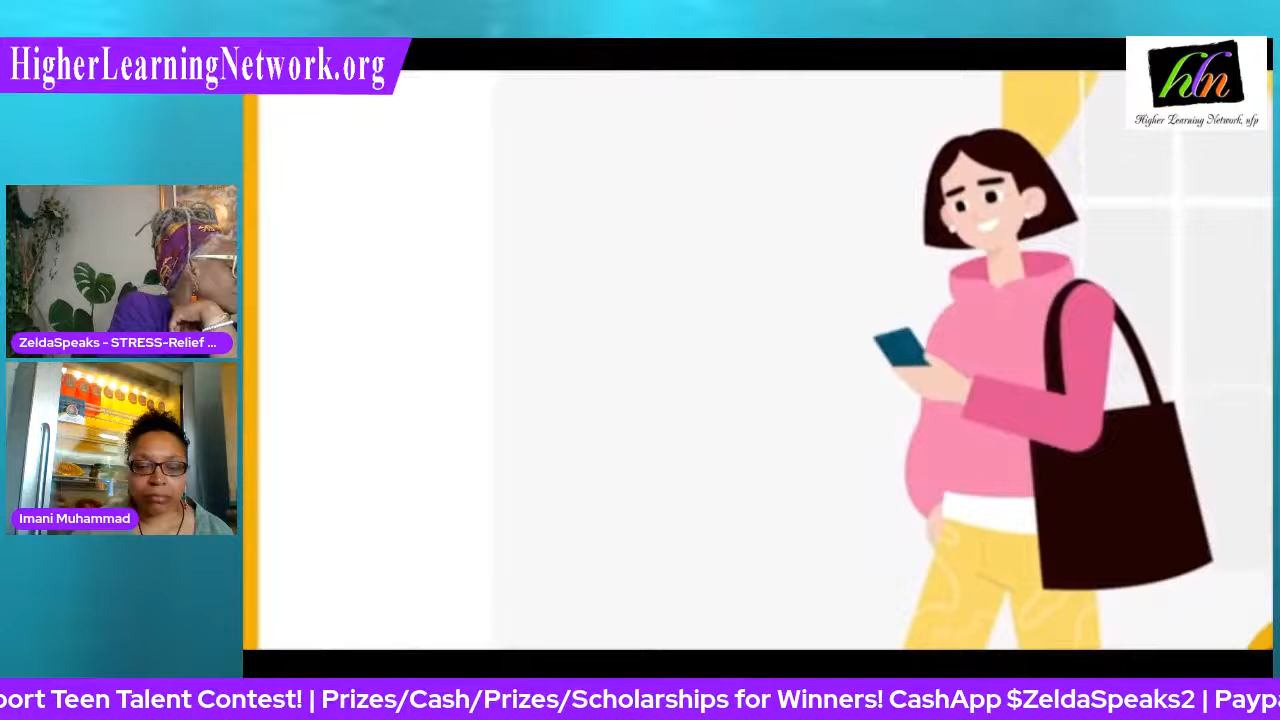 HigherLearningNetwork.org
hln
Higher Learning Network, nfp
ZeldaSpeaks - STRESS-Relief ...
Imani Muhammad
port Teen Talent Contest! | Prizes/Cash/Prizes/Scholarships for Winners! CashApp $ZeldaSpeaks2 | Paypa